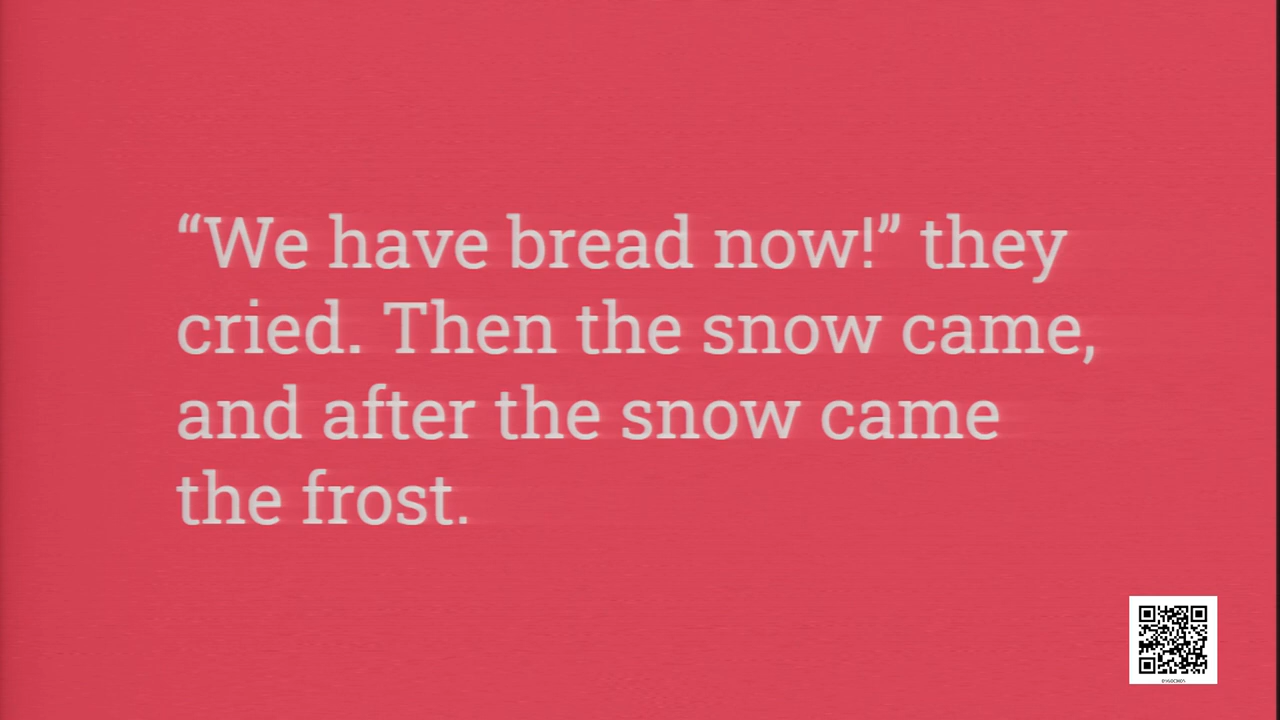 “We have bread now!” they
cried. Then the snow came,
and after the snow came
the frost.